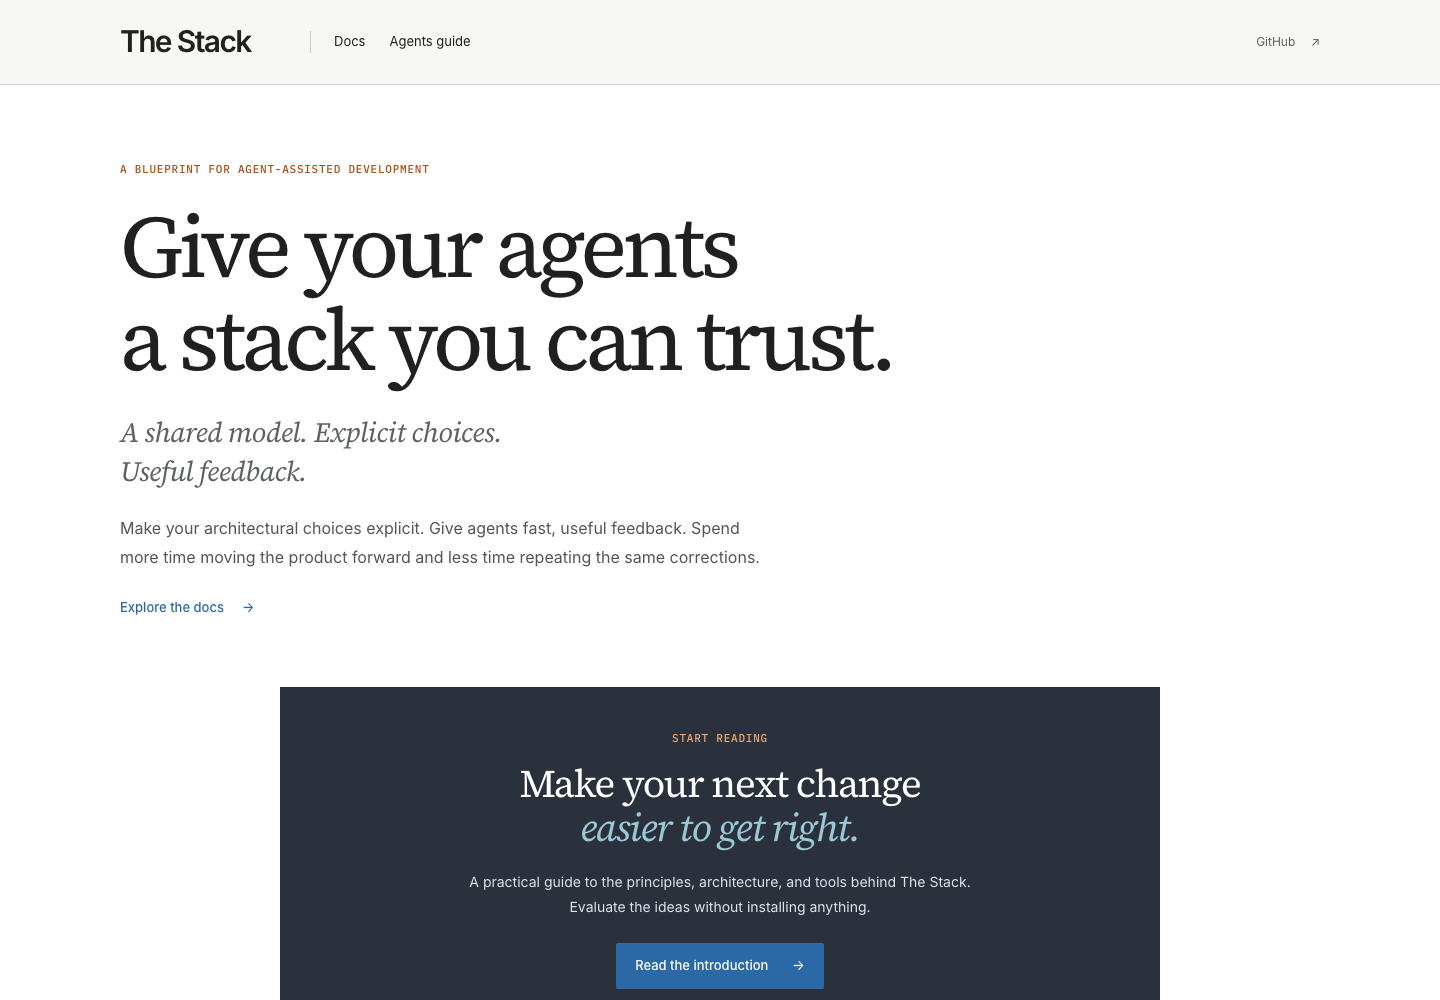 The Stack
Docs
Agents guide
GitHub ↗
A BLUEPRINT FOR AGENT-ASSISTED DEVELOPMENT
Give your agents
a stack you can trust.
A shared model. Explicit choices.
Useful feedback.
Make your architectural choices explicit. Give agents fast, useful feedback. Spend
more time moving the product forward and less time repeating the same corrections.
Explore the docs →
START READING
Make your next change
easier to get right.
A practical guide to the principles, architecture, and tools behind The Stack.
Evaluate the ideas without installing anything.
Read the introduction →